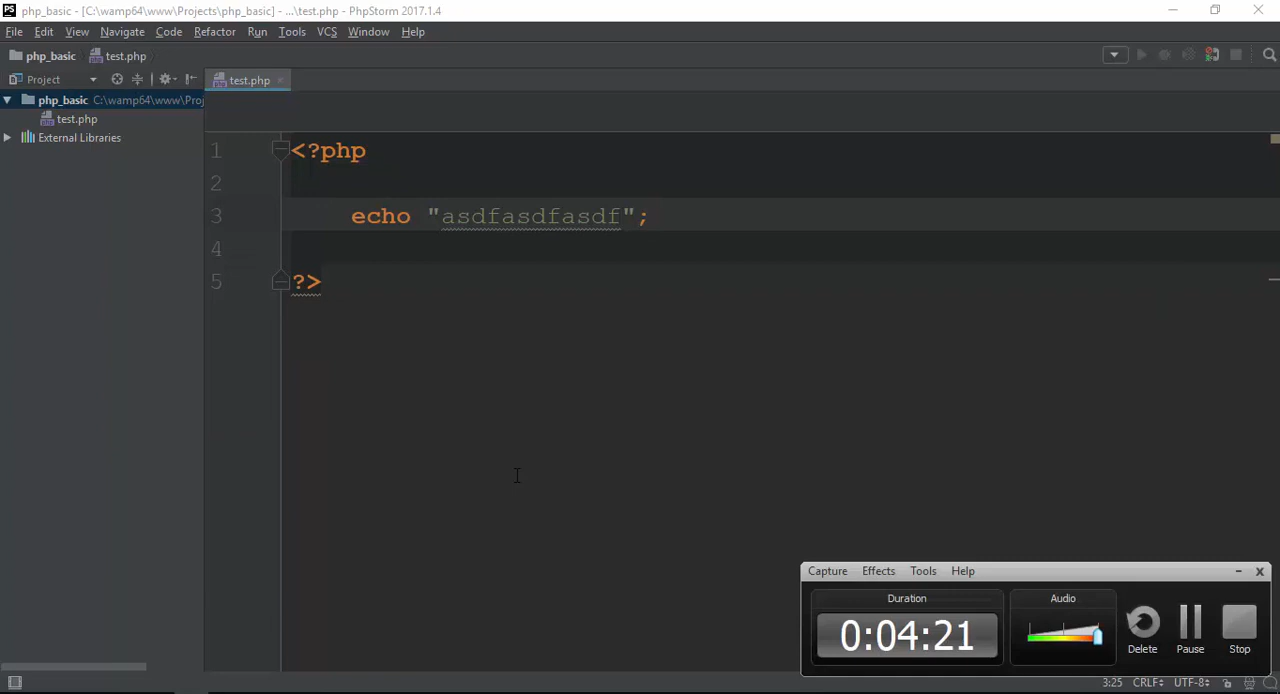 PS php_basic - [C:\wamp64\www\Projects\php_basic] - ...\test.php - PhpStorm 2017.1.4
File Edit View Navigate Code Refactor Run Tools VCS Window Help
php_basic test.php
Project test.php
php_basic C:\wamp64\www\Proj
test.php
External Libraries
1 <?php
2
3 echo "asdfasdfasdf";
4
5 ?>
Capture Effects Tools Help
Duration Audio
0:04:21
Delete Pause Stop
3:25 CRLF UTF-8